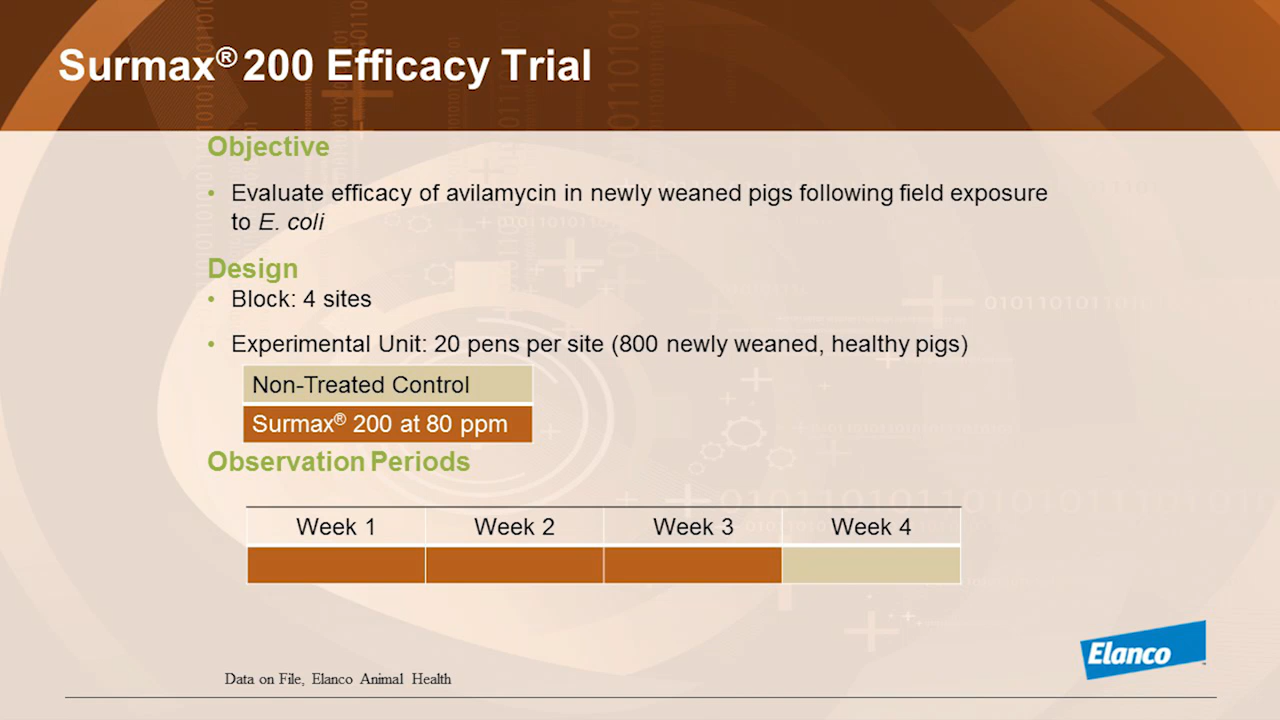 Surmax® 200 Efficacy Trial
Objective
• Evaluate efficacy of avilamycin in newly weaned pigs following field exposure
to E. coli
Design
• Block: 4 sites
• Experimental Unit: 20 pens per site (800 newly weaned, healthy pigs)
Non-Treated Control
Surmax® 200 at 80 ppm
Observation Periods
Week 1 Week 2 Week 3 Week 4
Elanco
Data on File, Elanco Animal Health